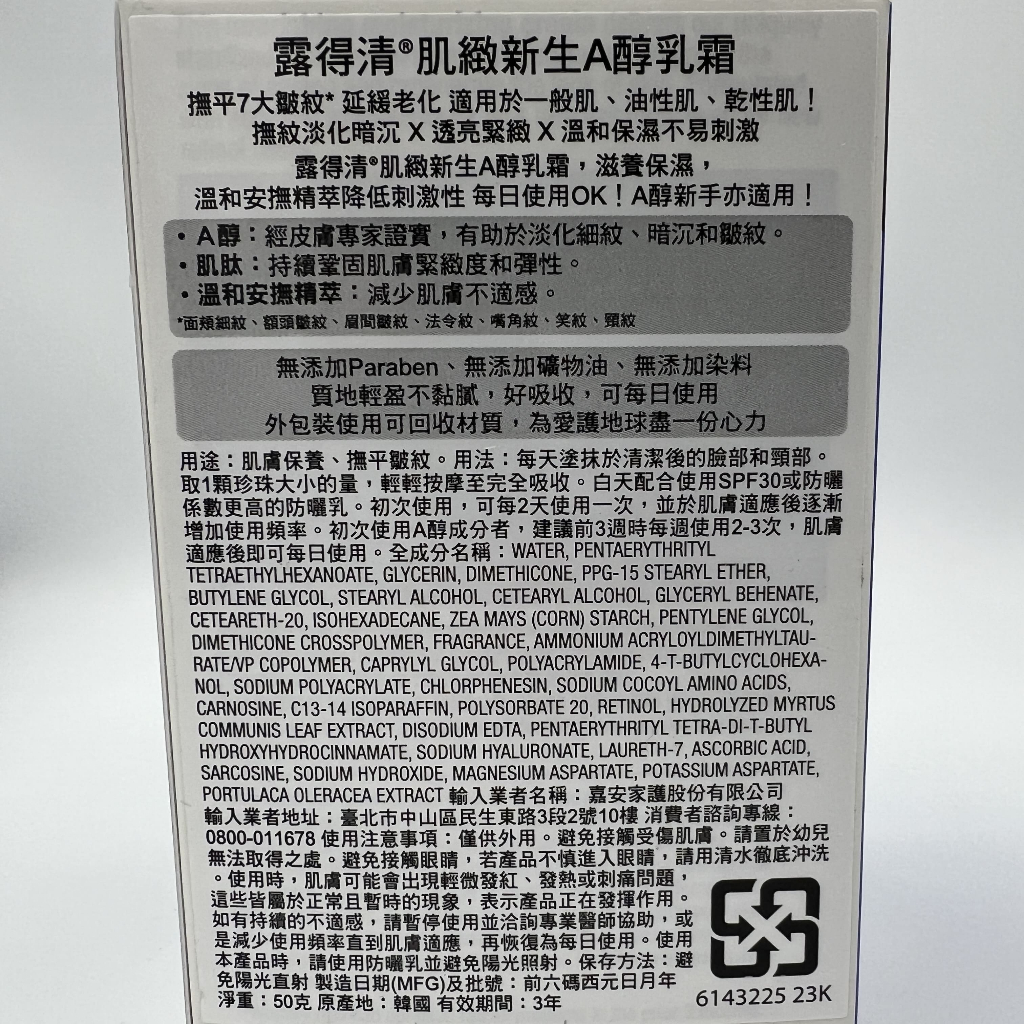 露得清®肌緻新生A醇乳霜
撫平7大皺紋* 延緩老化 適用於一般肌、油性肌、乾性肌！
撫紋淡化暗沉 X 透亮緊緻 X 溫和保濕不易刺激
露得清®肌緻新生A醇乳霜，滋養保濕，
溫和安撫精萃降低刺激性 每日使用OK！A醇新手亦適用！
• A醇：經皮膚專家證實，有助於淡化細紋、暗沉和皺紋。
• 肌肽：持續鞏固肌膚緊緻度和彈性。
• 溫和安撫精萃：減少肌膚不適感。
*面頰細紋、額頭皺紋、眉間皺紋、法令紋、嘴角紋、笑紋、頸紋
無添加Paraben、無添加礦物油、無添加染料
質地輕盈不黏膩，好吸收，可每日使用
外包裝使用可回收材質，為愛護地球盡一份心力
用途：肌膚保養、撫平皺紋。用法：每天塗抹於清潔後的臉部和頸部。
取1顆珍珠大小的量，輕輕按摩至完全吸收。白天配合使用SPF30或防曬
係數更高的防曬乳。初次使用，可每2天使用一次，並於肌膚適應後逐漸
增加使用頻率。初次使用A醇成分者，建議前3週時每週使用2-3次，肌膚
適應後即可每日使用。全成分名稱：WATER, PENTAERYTHRITYL
TETRAETHYLHEXANOATE, GLYCERIN, DIMETHICONE, PPG-15 STEARYL ETHER,
BUTYLENE GLYCOL, STEARYL ALCOHOL, CETEARYL ALCOHOL, GLYCERYL BEHENATE,
CETEARETH-20, ISOHEXADECANE, ZEA MAYS (CORN) STARCH, PENTYLENE GLYCOL,
DIMETHICONE CROSSPOLYMER, FRAGRANCE, AMMONIUM ACRYLOYLDIMETHYLTAU-
RATE/VP COPOLYMER, CAPRYLYL GLYCOL, POLYACRYLAMIDE, 4-T-BUTYLCYCLOHEXA-
NOL, SODIUM POLYACRYLATE, CHLORPHENESIN, SODIUM COCOYL AMINO ACIDS,
CARNOSINE, C13-14 ISOPARAFFIN, POLYSORBATE 20, RETINOL, HYDROLYZED MYRTUS
COMMUNIS LEAF EXTRACT, DISODIUM EDTA, PENTAERYTHRITYL TETRA-DI-T-BUTYL
HYDROXYHYDROCINNAMATE, SODIUM HYALURONATE, LAURETH-7, ASCORBIC ACID,
SARCOSINE, SODIUM HYDROXIDE, MAGNESIUM ASPARTATE, POTASSIUM ASPARTATE,
PORTULACA OLERACEA EXTRACT 輸入業者名稱：嘉安家護股份有限公司
輸入業者地址：臺北市中山區民生東路3段2號10樓 消費者諮詢專線：
0800-011678 使用注意事項：僅供外用。避免接觸受傷肌膚。請置於幼兒
無法取得之處。避免接觸眼睛，若產品不慎進入眼睛，請用清水徹底沖洗
。使用時，肌膚可能會出現輕微發紅、發熱或刺痛問題，
這些皆屬於正常且暫時的現象，表示產品正在發揮作用。
如有持續的不適感，請暫停使用並洽詢專業醫師協助，或
是減少使用頻率直到肌膚適應，再恢復為每日使用。使用
本產品時，請使用防曬乳並避免陽光照射。保存方法：避
免陽光直射 製造日期(MFG)及批號：前六碼西元日月年
淨重：50克 原產地：韓國 有效期間：3年
6143225 23K